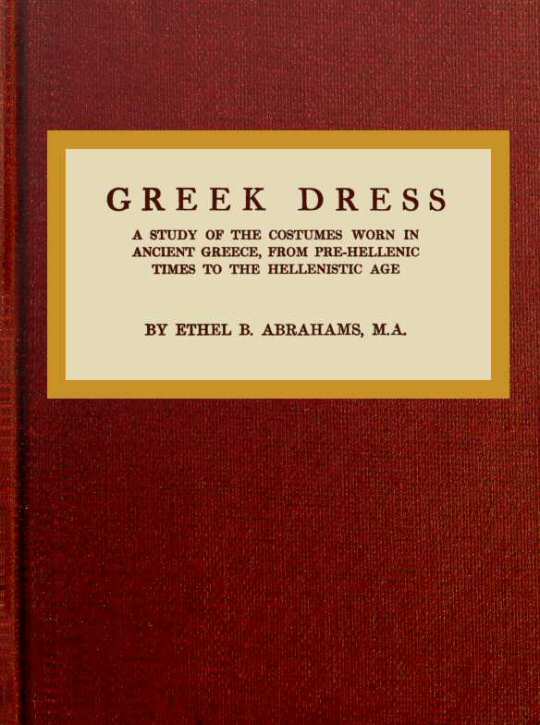 GREEK DRESS
A STUDY OF THE COSTUMES WORN IN
ANCIENT GREECE, FROM PRE-HELLENIC
TIMES TO THE HELLENISTIC AGE
BY ETHEL B. ABRAHAMS, M.A.